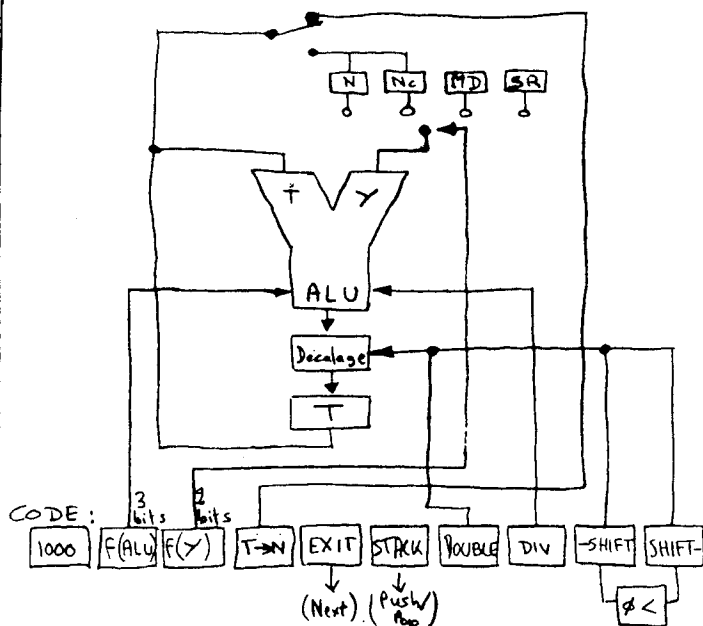 N Nc MD SR
T Y
ALU
Decalage
T
3 2
CODE: bits bits
1000 f(ALU) f(Y) T→N EXIT STACK DOUBLE DIV -SHIFT SHIFT-
(Next) (Push/
Pop) ø<